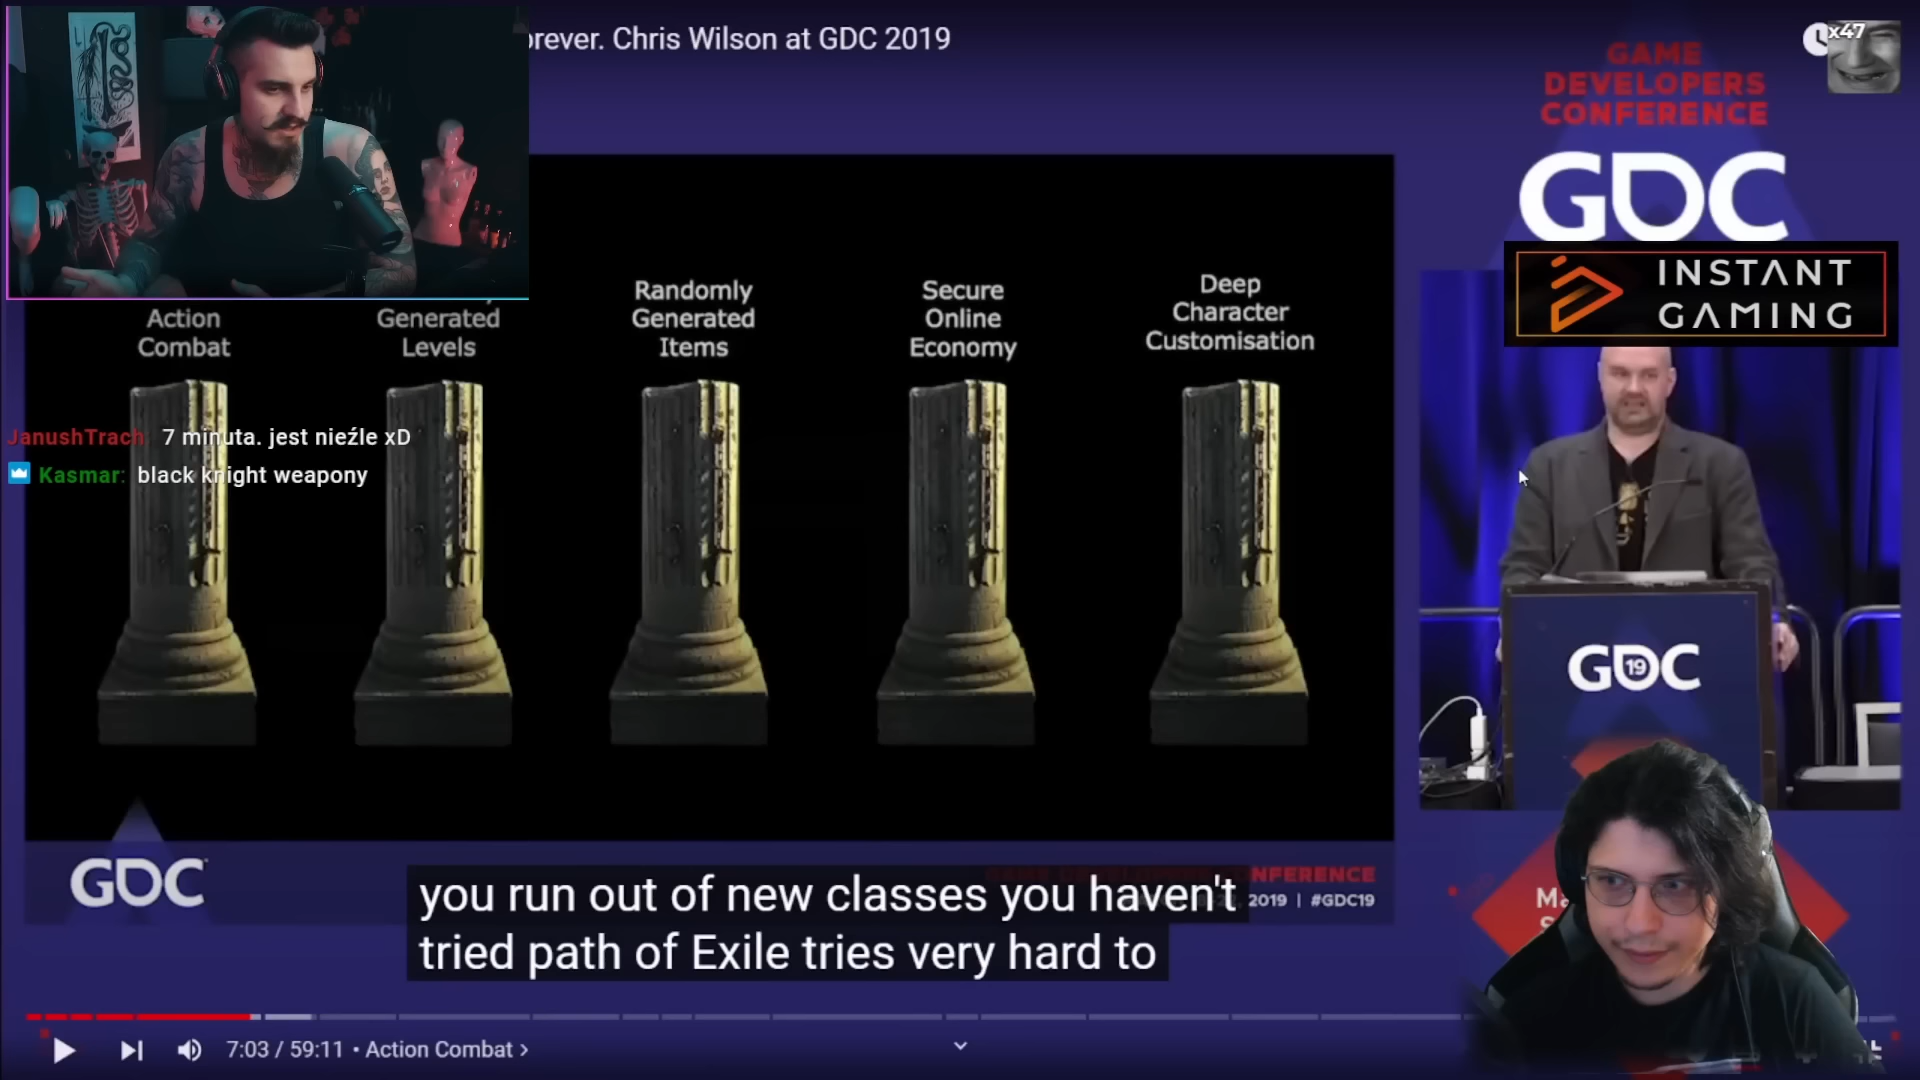 orever. Chris Wilson at GDC 2019
x47
GAME
DEVELOPERS
CONFERENCE
GDC
INSTANT
GAMING
Action
Combat
Generated
Levels
Randomly
Generated
Items
Secure
Online
Economy
Deep
Character
Customisation
JanushTrach 7 minuta. jest nieźle xD
Kasmar: black knight weapony
GDC
19
GDC
NFERENCE
2019 | #GDC19
you run out of new classes you haven't
tried path of Exile tries very hard to
7:03 / 59:11 • Action Combat ›